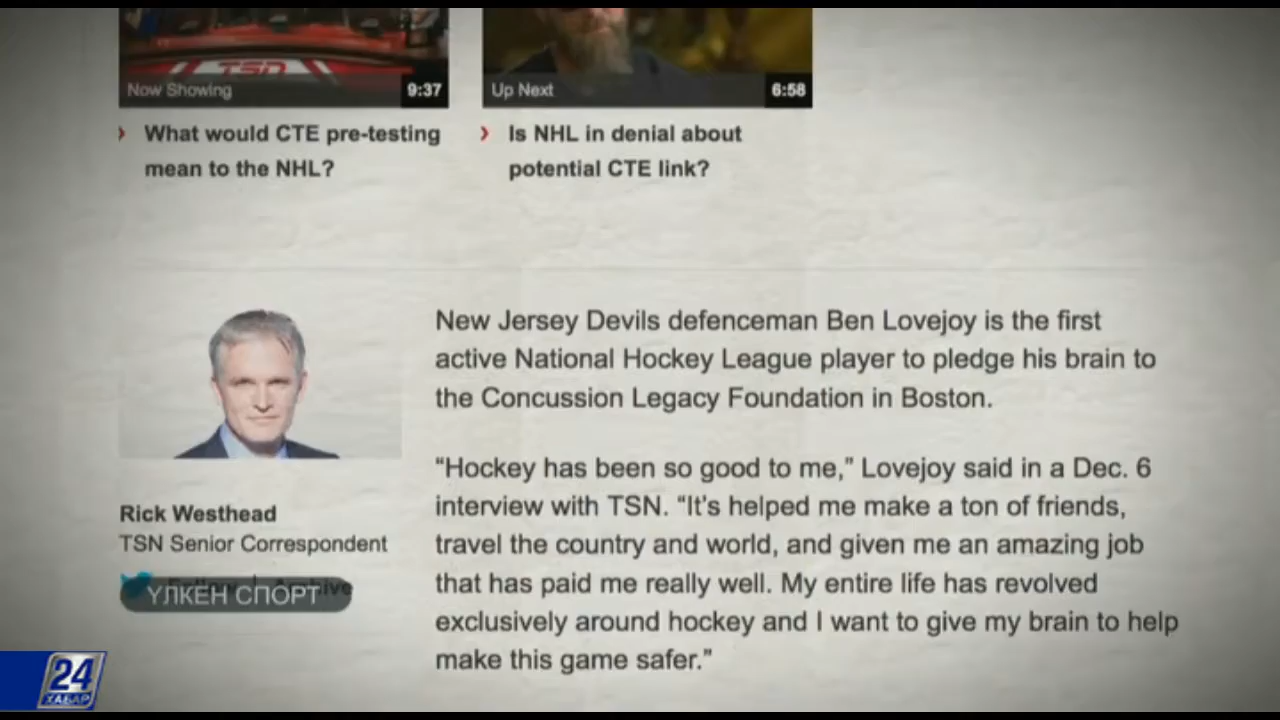 TSN
Now Showing
9:37
Up Next
6:58
What would CTE pre-testing
mean to the NHL?
Is NHL in denial about
potential CTE link?
New Jersey Devils defenceman Ben Lovejoy is the first
active National Hockey League player to pledge his brain to
the Concussion Legacy Foundation in Boston.
“Hockey has been so good to me,” Lovejoy said in a Dec. 6
interview with TSN. “It’s helped me make a ton of friends,
travel the country and world, and given me an amazing job
that has paid me really well. My entire life has revolved
exclusively around hockey and I want to give my brain to help
make this game safer.”
Rick Westhead
TSN Senior Correspondent
Follow | Archive
ҮЛКЕН СПОРТ
24
ХАБАР